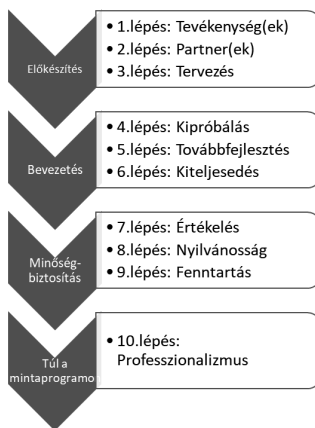 Előkészítés
• 1.lépés: Tevékenység(ek)
• 2.lépés: Partner(ek)
• 3.lépés: Tervezés
Bevezetés
• 4.lépés: Kipróbálás
• 5.lépés: Továbbfejlesztés
• 6.lépés: Kiteljesedés
Minőség-
biztosítás
• 7.lépés: Értékelés
• 8.lépés: Nyilvánosság
• 9.lépés: Fenntartás
Túl a
mintaprogramon
• 10.lépés:
Professzionalizmus